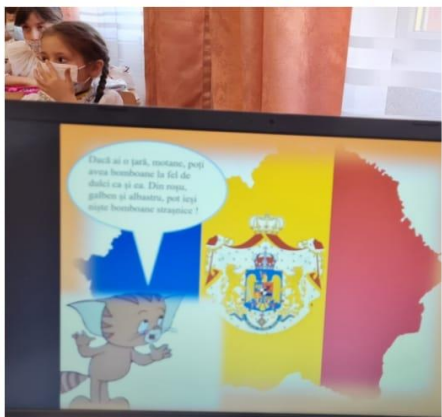 Dacă ai o țară, motane, poți
avea bomboane la fel de
dulci ca și ea. Din roșu,
galben și albastru, pot ieși
niște bomboane strașnice !